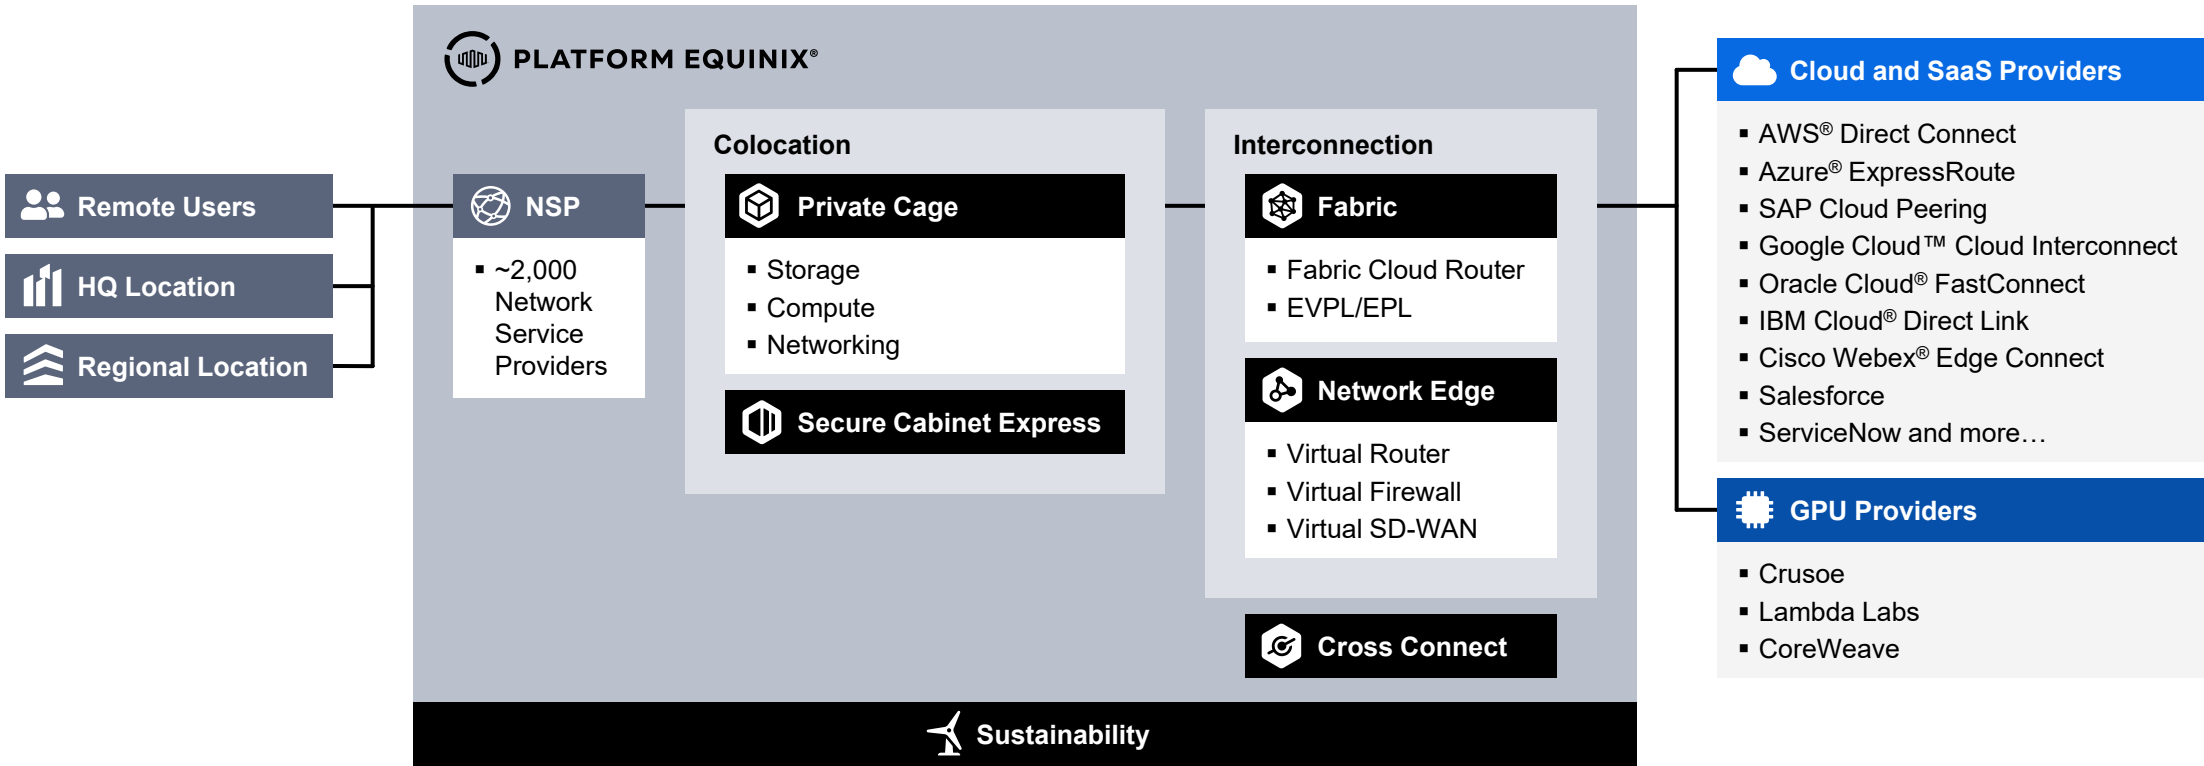 PLATFORM EQUINIX®
Remote Users
HQ Location
Regional Location
NSP
▪ ~2,000
Network
Service
Providers
Colocation
Private Cage
▪ Storage
▪ Compute
▪ Networking
Secure Cabinet Express
Interconnection
Fabric
▪ Fabric Cloud Router
▪ EVPL/EPL
Network Edge
▪ Virtual Router
▪ Virtual Firewall
▪ Virtual SD-WAN
Cross Connect
Sustainability
Cloud and SaaS Providers
▪ AWS® Direct Connect
▪ Azure® ExpressRoute
▪ SAP Cloud Peering
▪ Google Cloud™ Cloud Interconnect
▪ Oracle Cloud® FastConnect
▪ IBM Cloud® Direct Link
▪ Cisco Webex® Edge Connect
▪ Salesforce
▪ ServiceNow and more…
GPU Providers
▪ Crusoe
▪ Lambda Labs
▪ CoreWeave